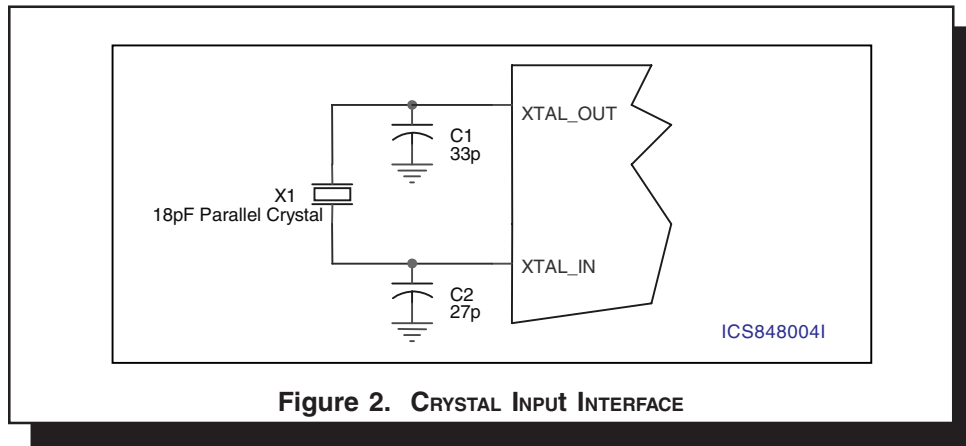 XTAL_OUT
C1
33p
X1
18pF Parallel Crystal
XTAL_IN
C2
27p
ICS848004I
Figure 2. CRYSTAL INPUt INTERFACE